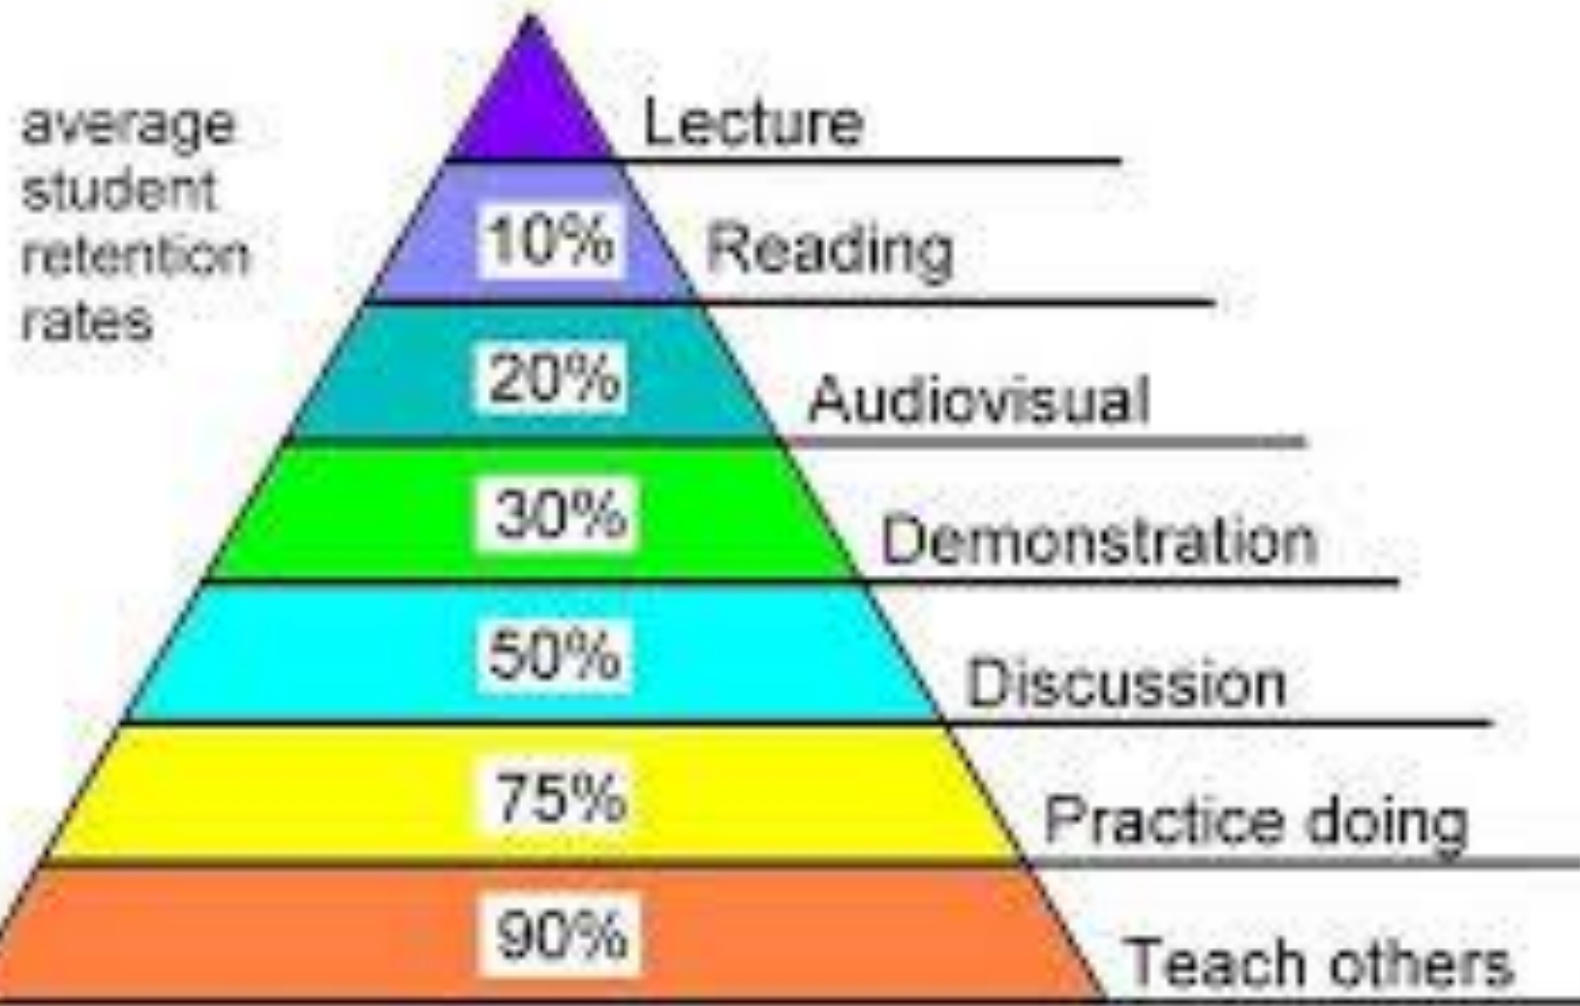 average
student
retention
rates
Lecture
10% Reading
20% Audiovisual
30% Demonstration
50% Discussion
75% Practice doing
90% Teach others